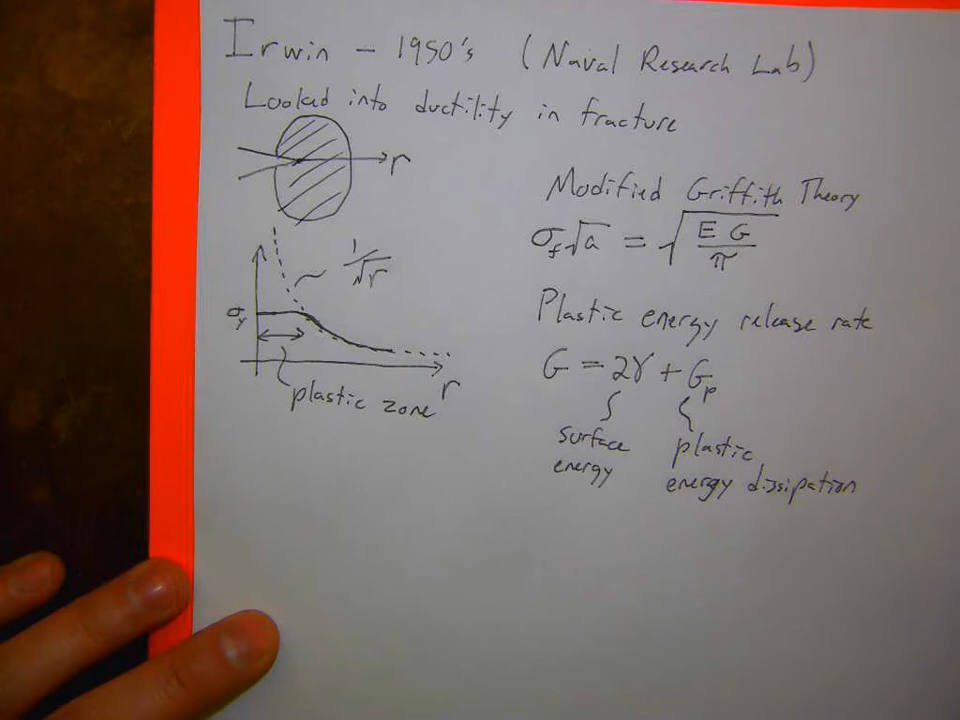 Irwin - 1950's (Naval Research Lab)
Looked into ductility in fracture
r
1/√r
σy
r
plastic zone
Modified Griffith Theory
σf√a = √(E G/π)
Plastic energy release rate
G = 2γ + Gp
surface
energy
plastic
energy dissipation